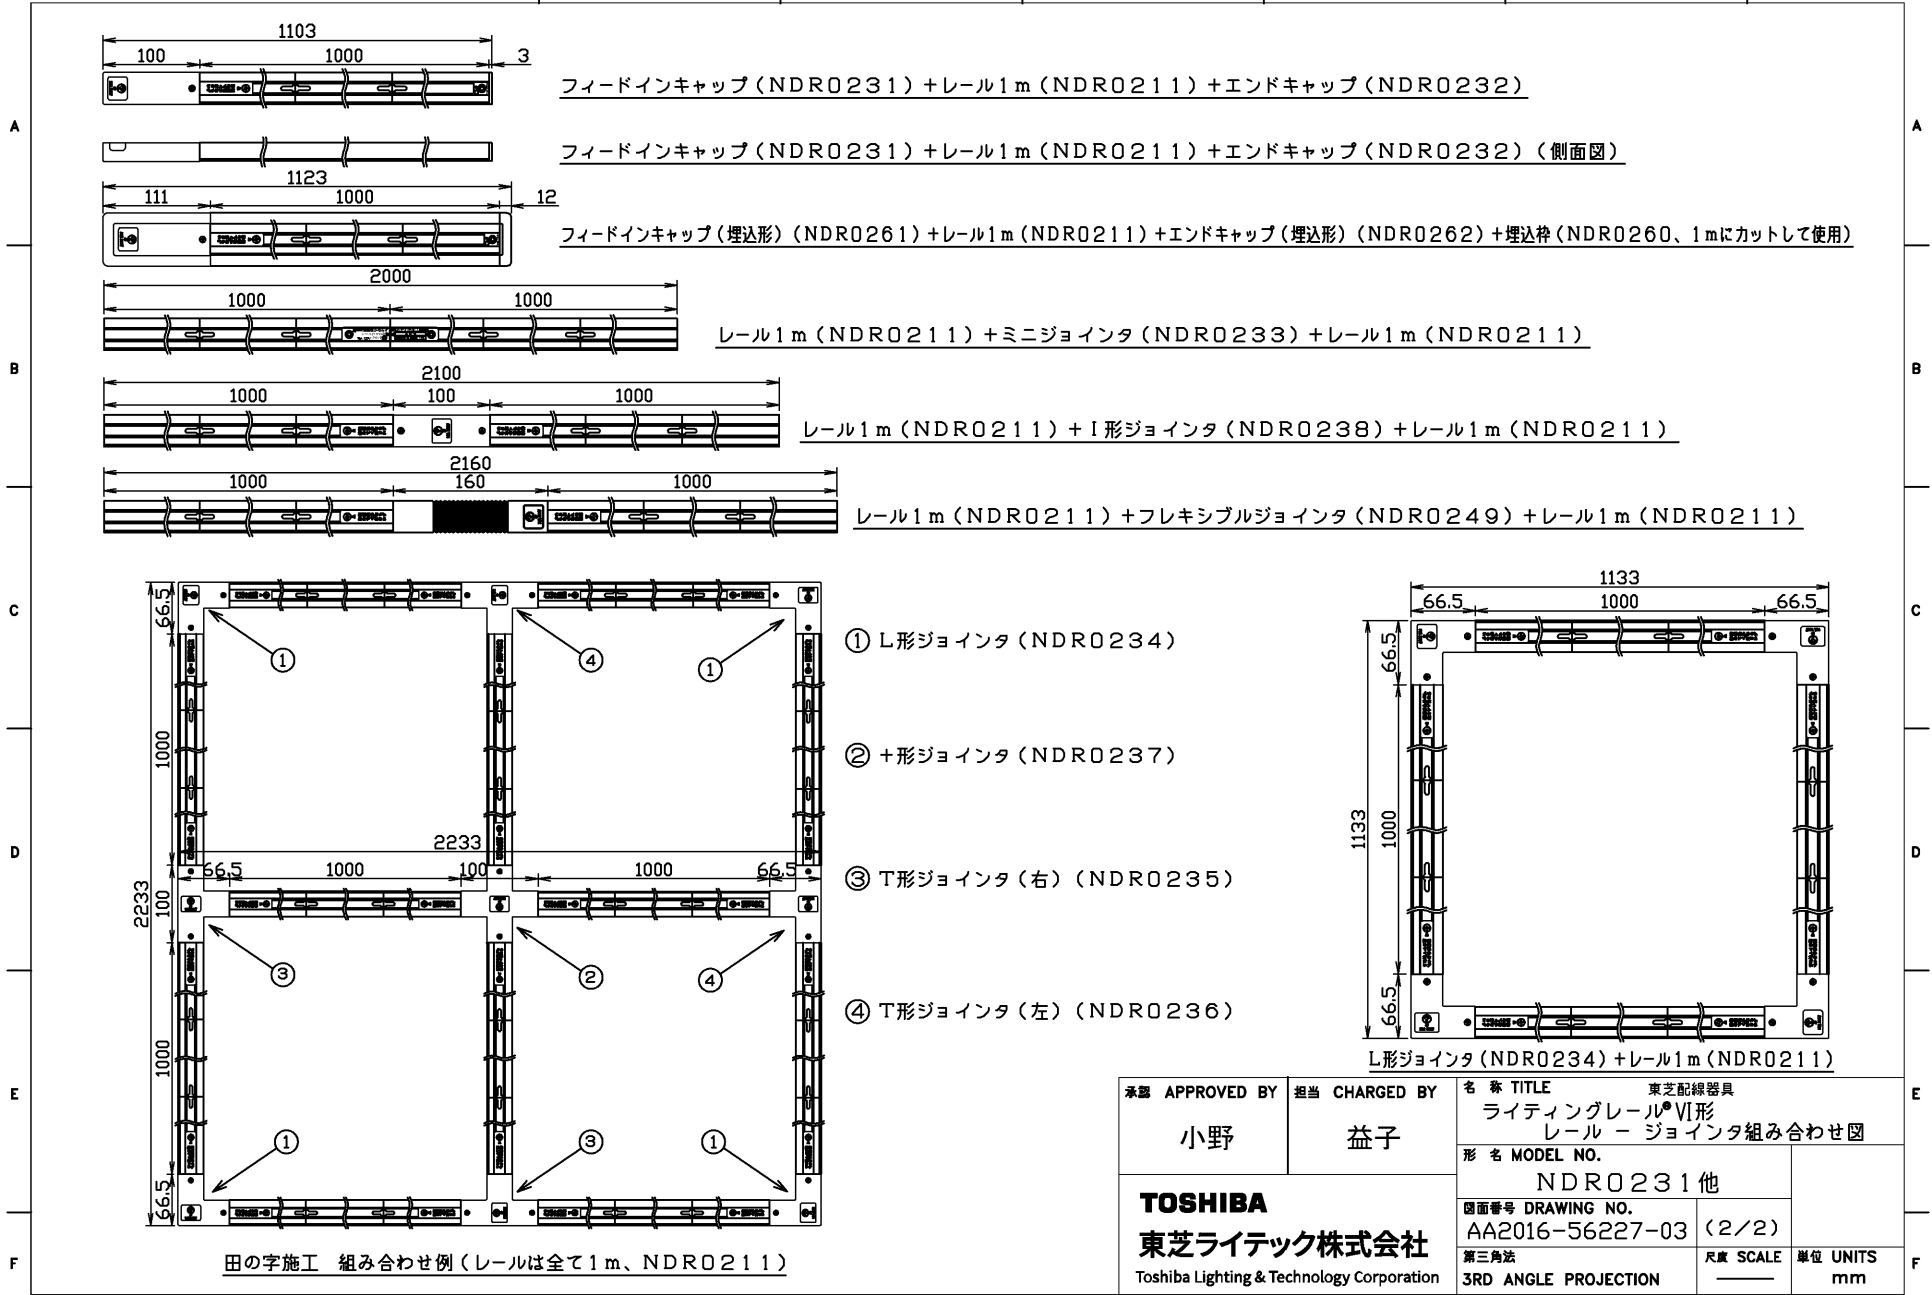 1103
100 1000 3
フィードインキャップ(NDR0231)+レール1m(NDR0211)+エンドキャップ(NDR0232)
A A
フィードインキャップ(NDR0231)+レール1m(NDR0211)+エンドキャップ(NDR0232)(側面図)
1123
111 1000 12
フィードインキャップ(埋込形)(NDR0261)+レール1m(NDR0211)+エンドキャップ(埋込形)(NDR0262)+埋込枠(NDR0260、1mにカットして使用)
2000
1000 1000
レール1m(NDR0211)+ミニジョインタ(NDR0233)+レール1m(NDR0211)
B B
2100
1000 100 1000
レール1m(NDR0211)+I形ジョインタ(NDR0238)+レール1m(NDR0211)
2160
1000 160 1000
レール1m(NDR0211)+フレキシブルジョインタ(NDR0249)+レール1m(NDR0211)
C C
66.5
1000
2233
100
1000
66.5
① ④ ①
2233
66.5 1000 100 1000 66.5
③ ② ④
① ③ ①
田の字施工 組み合わせ例(レールは全て1m、NDR0211)
① L形ジョインタ(NDR0234)
② +形ジョインタ(NDR0237)
③ T形ジョインタ(右)(NDR0235)
④ T形ジョインタ(左)(NDR0236)
1133
66.5 1000 66.5
66.5
1133
1000
66.5
L形ジョインタ(NDR0234)+レール1m(NDR0211)
D D
E E
F F
承認 APPROVED BY
小野
担当 CHARGED BY
益子
TOSHIBA
東芝ライテック株式会社
Toshiba Lighting & Technology Corporation
名 称 TITLE 東芝配線器具
ライティングレール®VI形
レール - ジョインタ組み合わせ図
形 名 MODEL NO.
NDR0231他
図面番号 DRAWING NO.
AA2016-56227-03 (2/2)
第三角法
3RD ANGLE PROJECTION
尺度 SCALE
単位 UNITS
mm